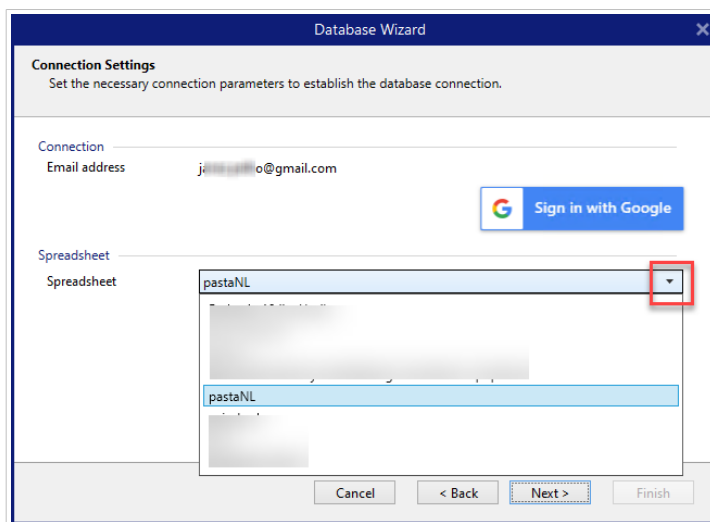 Database Wizard
Connection Settings
Set the necessary connection parameters to establish the database connection.
Connection
Email address
o@gmail.com
G Sign in with Google
Spreadsheet
Spreadsheet
pastaNL
pastaNL
Cancel
< Back
Next >
Finish